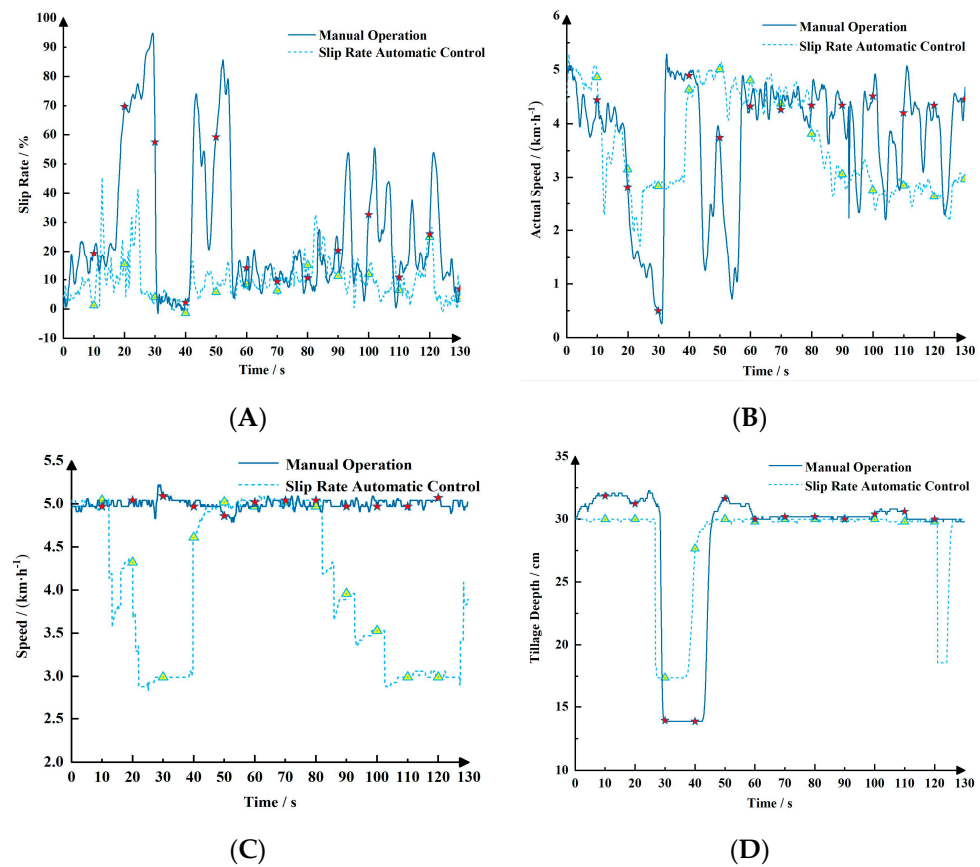 Manual Operation
Slip Rate Automatic Control
Slip Rate / %
100
90
80
70
60
50
40
30
20
10
0
-10
0 10 20 30 40 50 60 70 80 90 100 110 120 130
Time / s
(A)
Manual Operation
Slip Rate Automatic Control
Actual Speed / (km·h⁻¹)
6
5
4
3
2
1
0
0 10 20 30 40 50 60 70 80 90 100 110 120 130
Time / s
(B)
Manual Operation
Slip Rate Automatic Control
Speed / (km·h⁻¹)
5.5
5.0
4.5
4.0
3.5
3.0
2.5
2.0
0 10 20 30 40 50 60 70 80 90 100 110 120 130
Time / s
(C)
Manual Operation
Slip Rate Automatic Control
Tillage Deepth / cm
35
30
25
20
15
10
0 10 20 30 40 50 60 70 80 90 100 110 120 130
Time / s
(D)